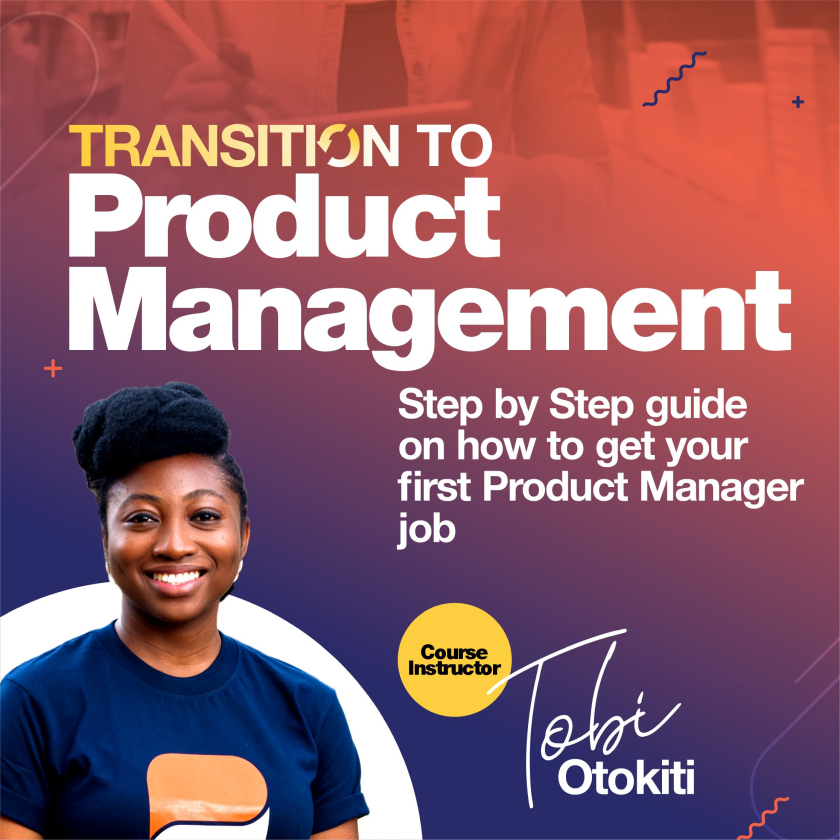 TRANSITION TO
Product
Management
Step by Step guide
on how to get your
first Product Manager
job
Course
Instructor
Tobi
Otokiti